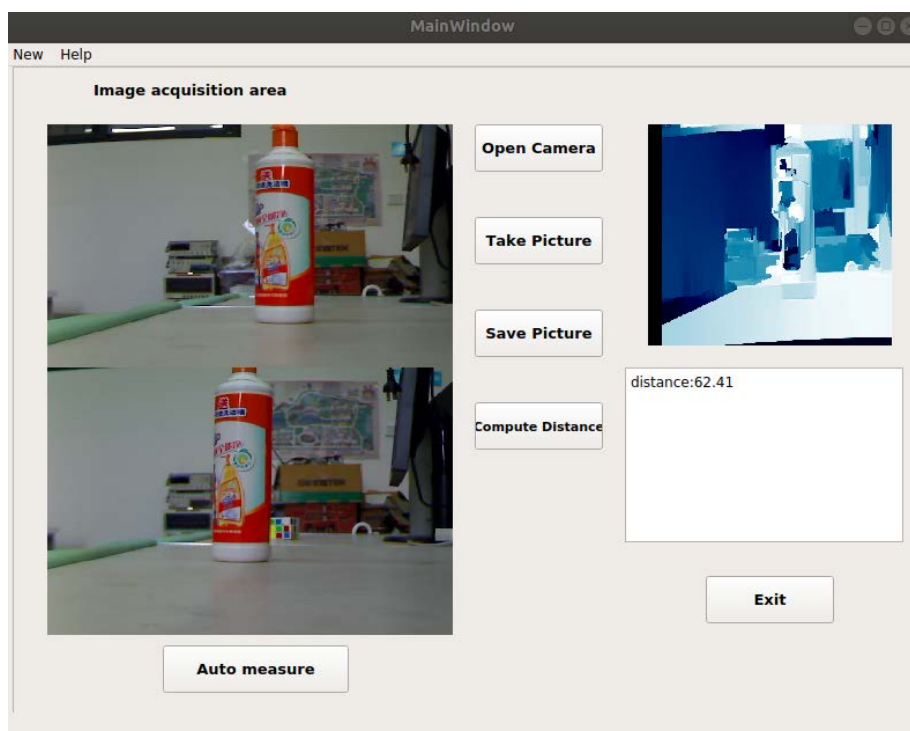 MainWindow
New Help
Image acquisition area
Open Camera
Take Picture
Save Picture
distance:62.41
Compute Distance
Exit
Auto measure